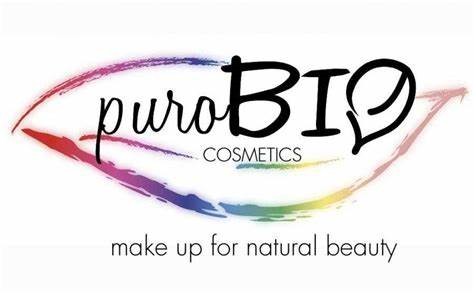 puroBIO
COSMETICS
make up for natural beauty